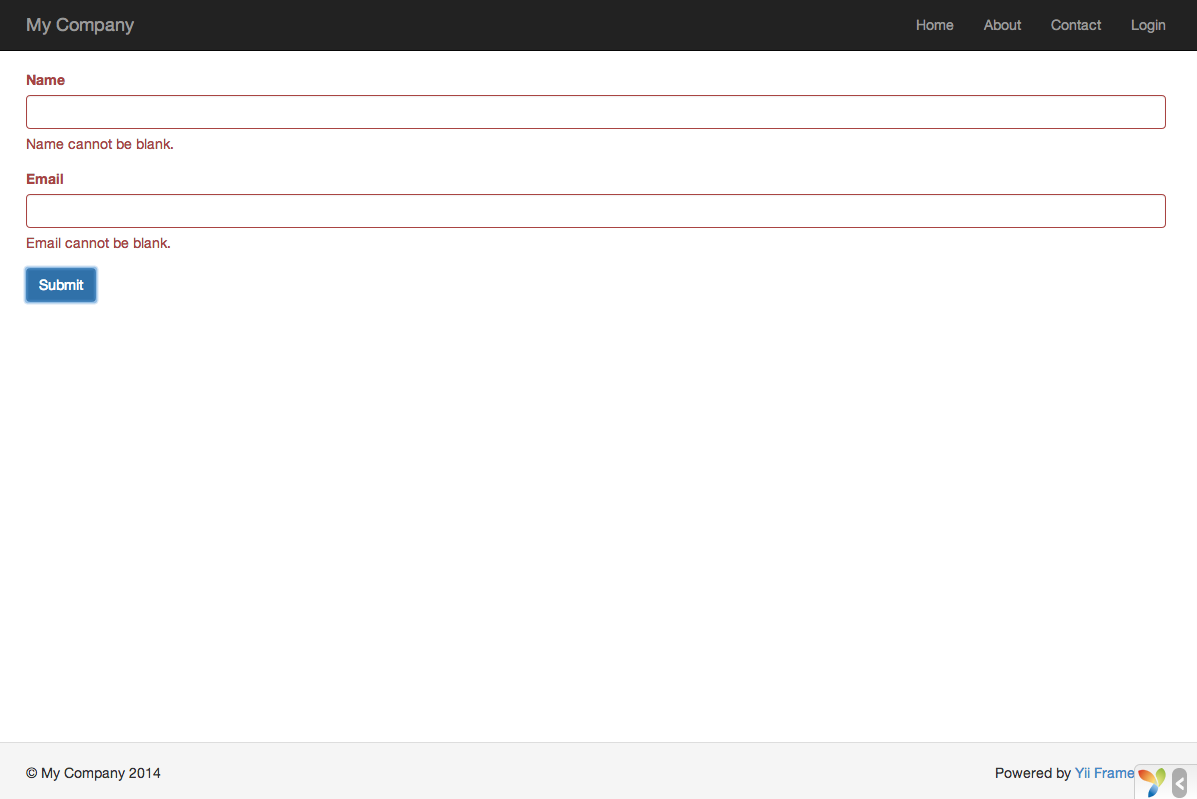 My Company
Home About Contact Login
Name
Name cannot be blank.
Email
Email cannot be blank.
Submit
© My Company 2014
Powered by Yii Frame